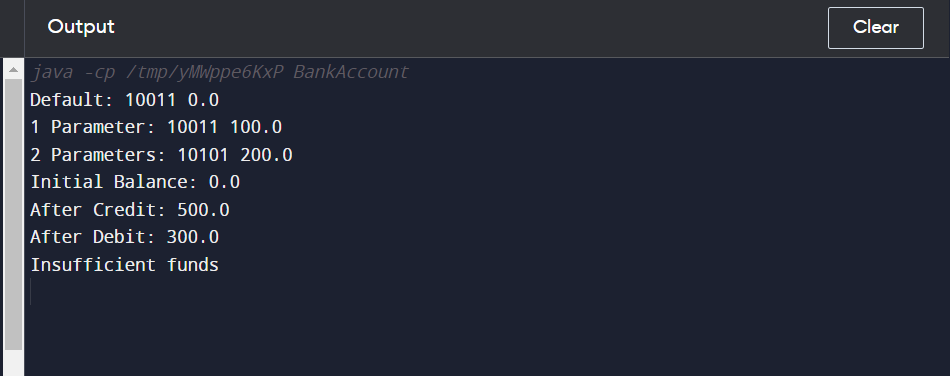 Output
Clear
java -cp /tmp/yMWppe6KxP BankAccount
Default: 10011 0.0
1 Parameter: 10011 100.0
2 Parameters: 10101 200.0
Initial Balance: 0.0
After Credit: 500.0
After Debit: 300.0
Insufficient funds